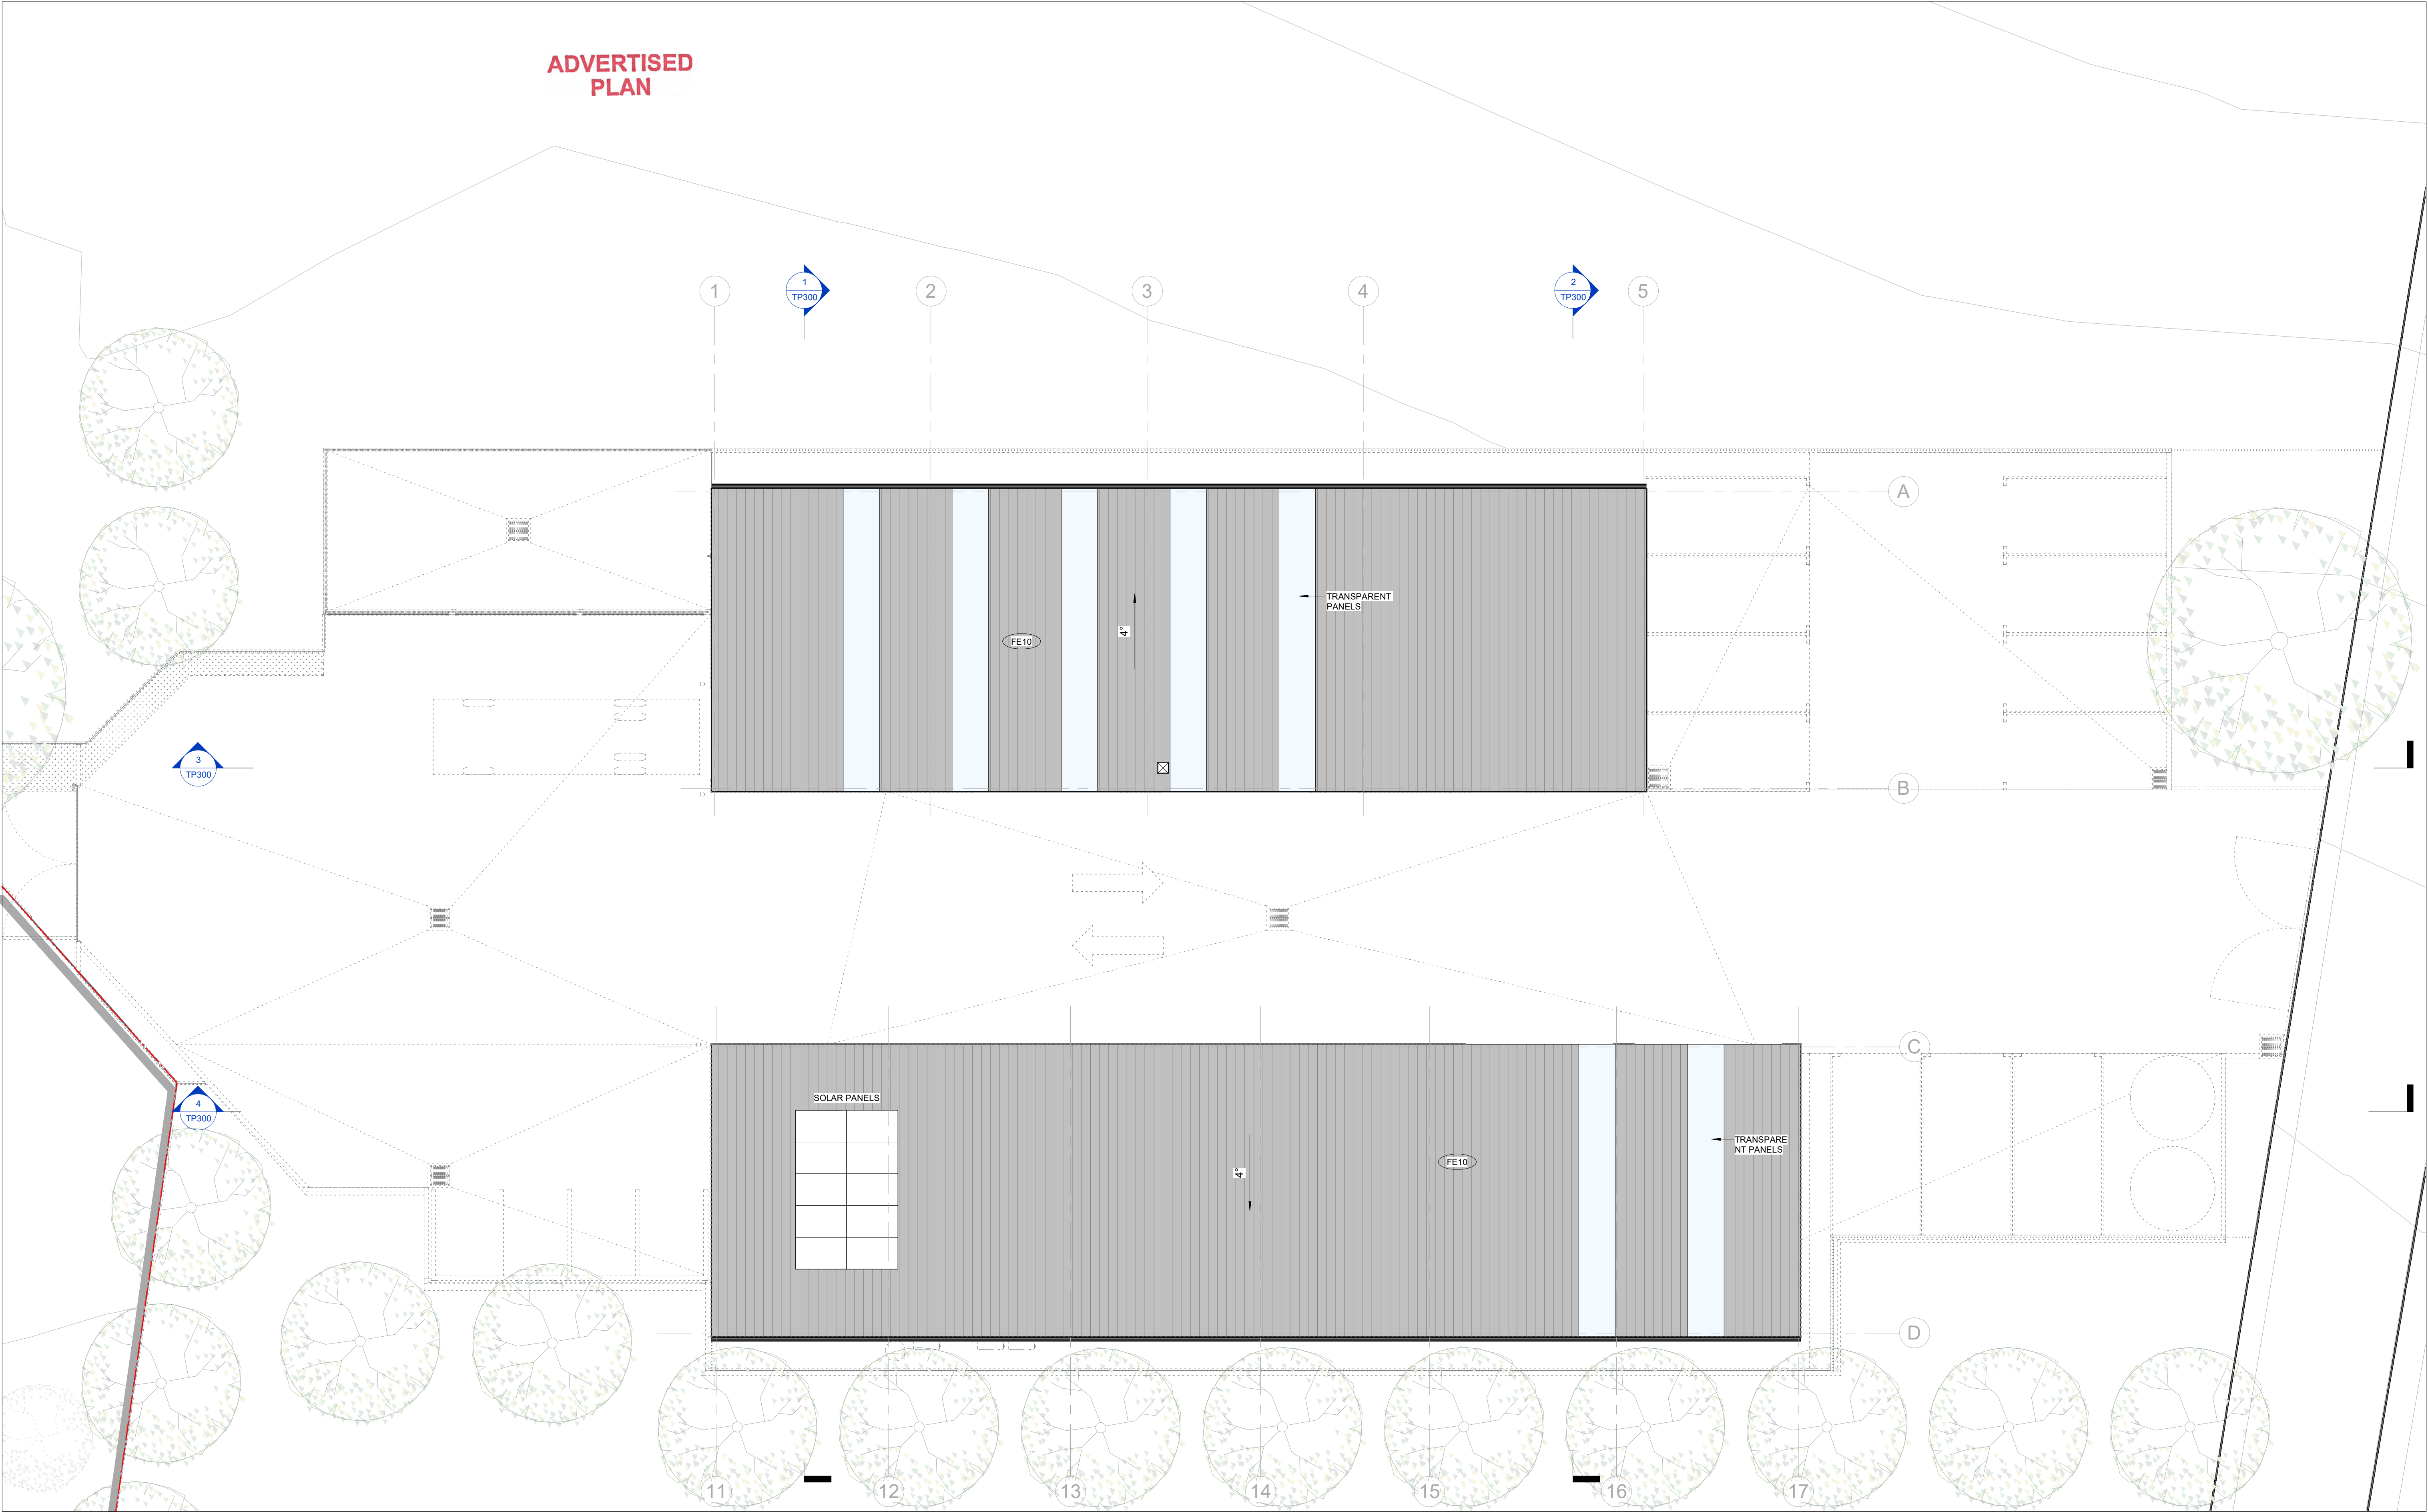 ADVERTISED
PLAN
1
1
TP300
2
3
4
2
TP300
5
A
TRANSPARENT
PANELS
4°
FE10
3
TP300
B
C
SOLAR PANELS
4
TP300
TRANSPARE
NT PANELS
FE10
4°
D
11
12
13
14
15
16
17